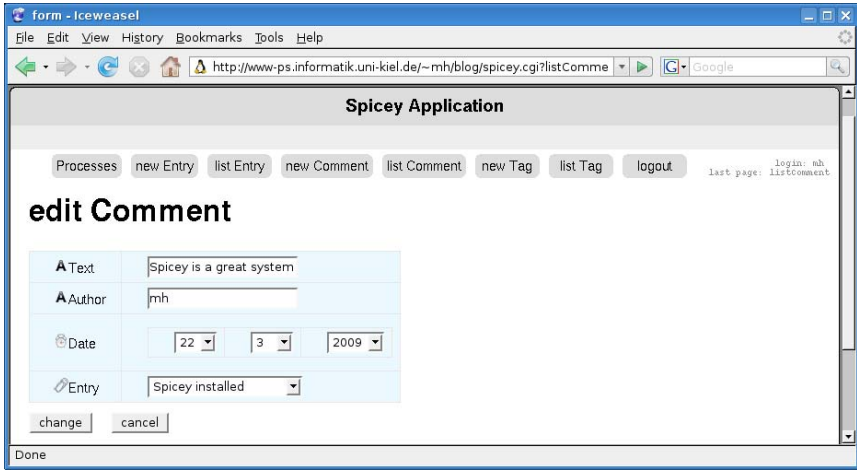 form - Iceweasel
File Edit View History Bookmarks Tools Help
http://www-ps.informatik.uni-kiel.de/~mh/blog/spicey.cgi?listComme G Google
Spicey Application
Processes new Entry list Entry new Comment list Comment new Tag list Tag logout
login: mh
last page: listComment
edit Comment
A Text Spicey is a great system
A Author mh
Date 22 3 2009
Entry Spicey installed
change cancel
Done